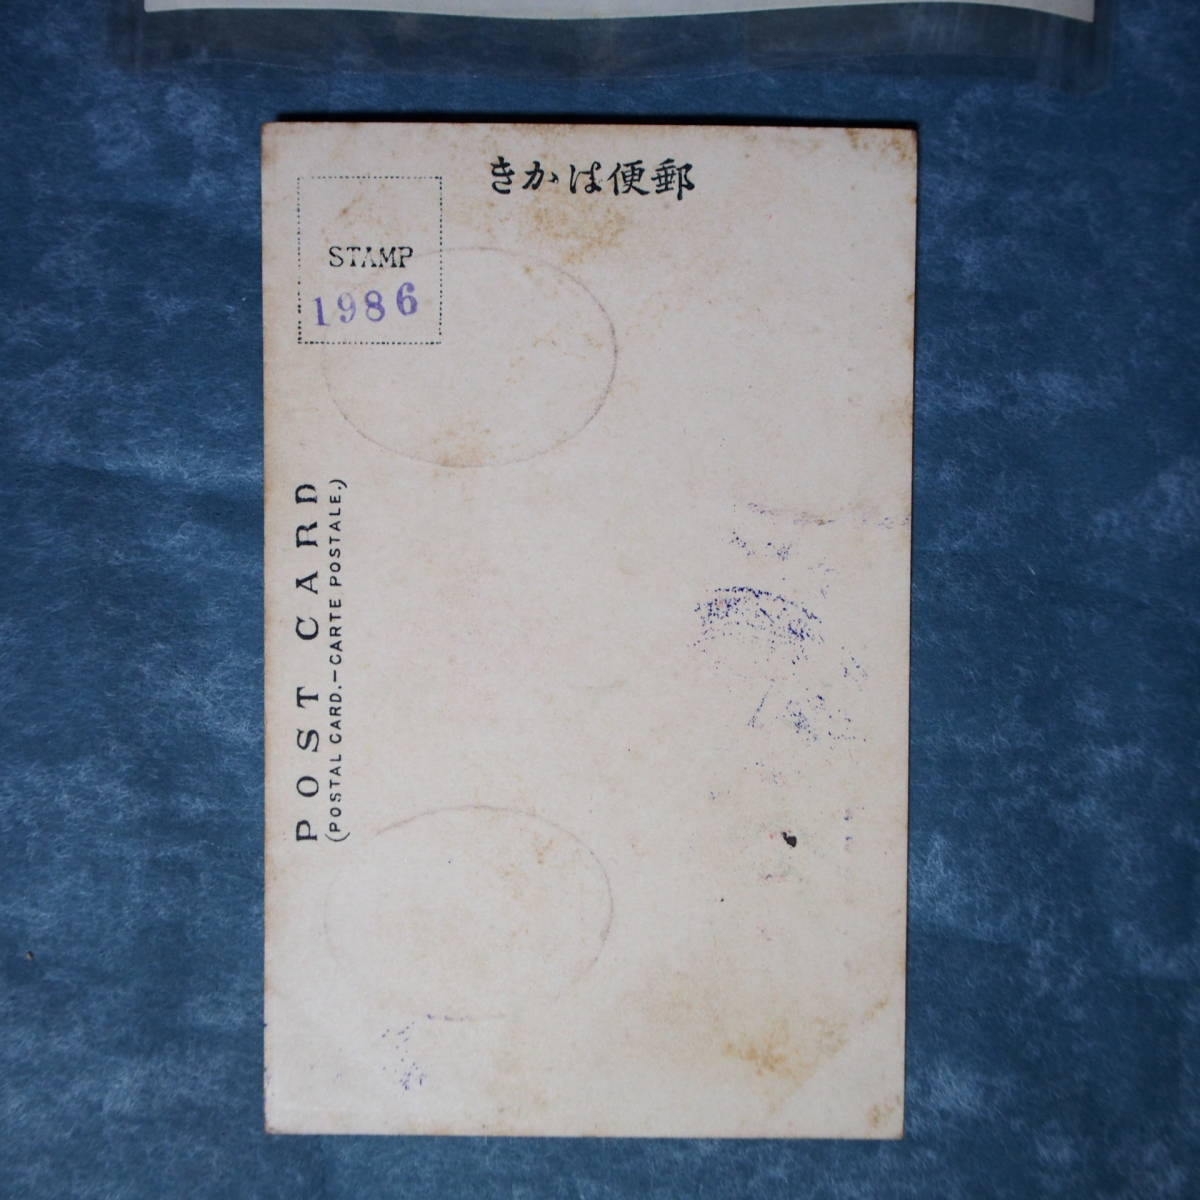 きかは便郵
STAMP
1986
POST CARD
(POSTAL CARD.—CARTE POSTALE.)